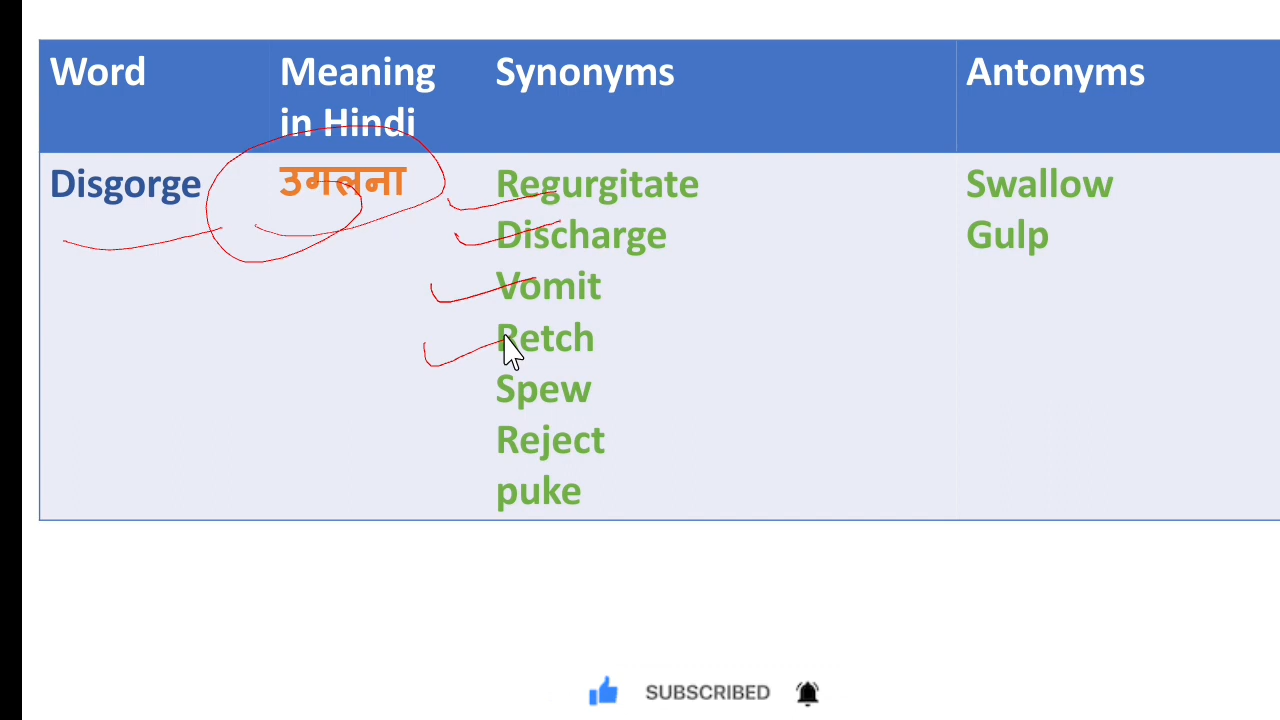 Word Meaning in Hindi Synonyms Antonyms
Disgorge उगलना Regurgitate Swallow
Discharge Gulp
Vomit
Retch
Spew
Reject
puke
SUBSCRIBED